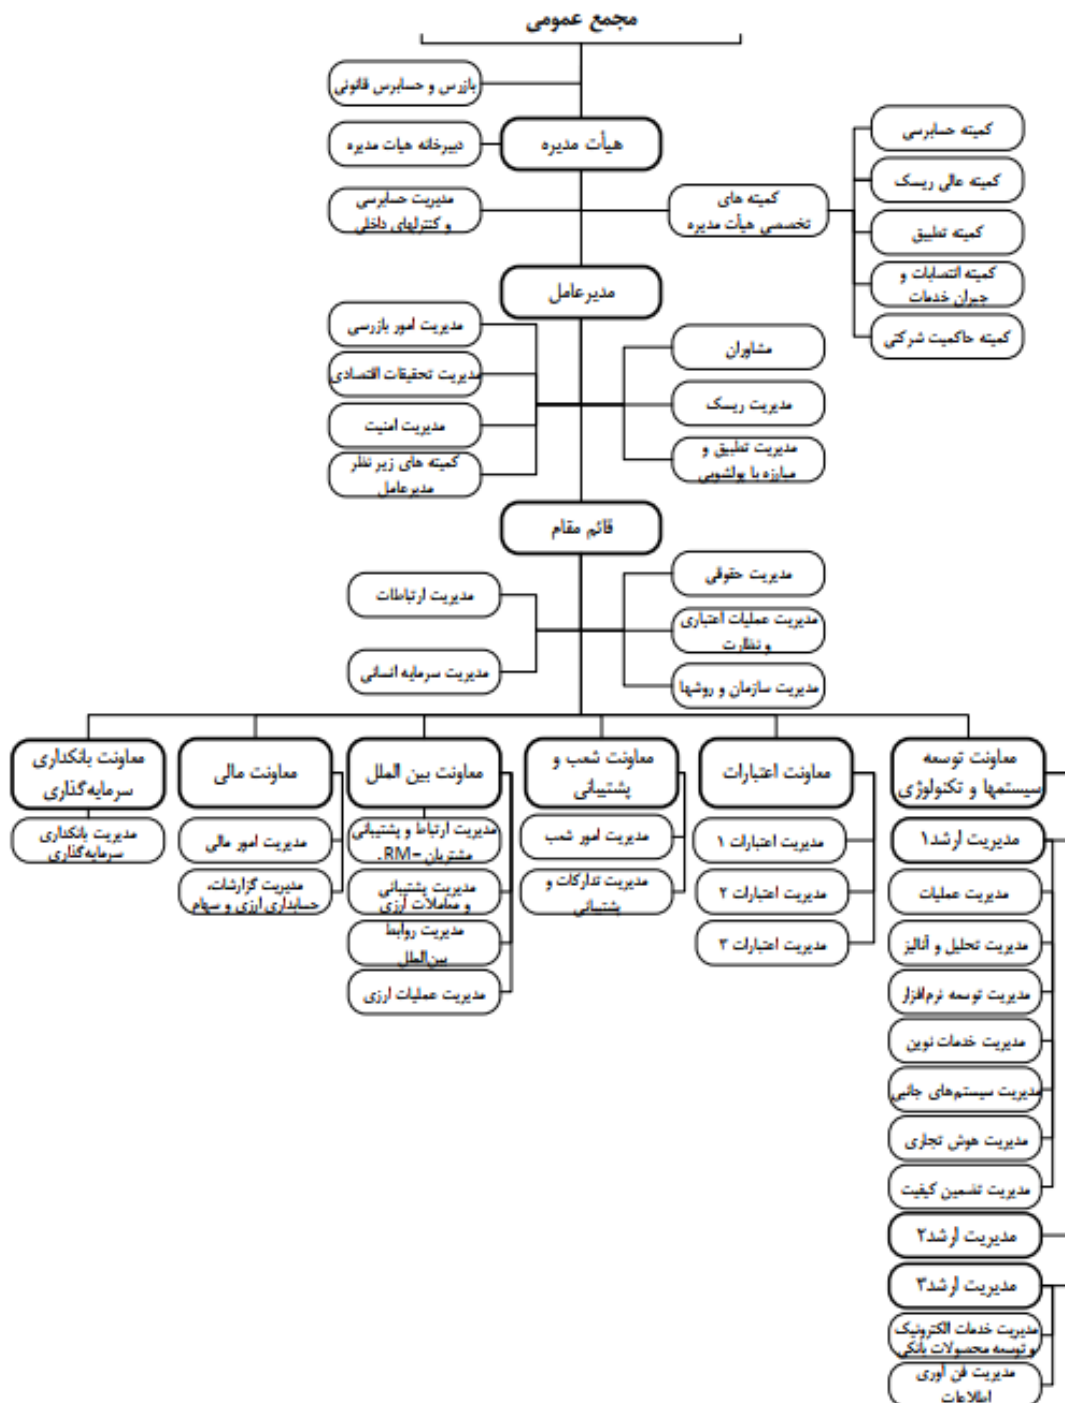 مجمع عمومی
بازرس و حسابرس قانونی
هیأت مدیره
دبیرخانه هیات مدیره
مدیریت حسابرسی
و کنترلهای داخلی
کمیته های
تخصصی هیأت مدیره
کمیته حسابرسی
کمیته عالی ریسک
کمیته تطبیق
کمیته انتصابات و
جبران خدمات
کمیته حاکمیت شرکتی
مدیرعامل
مشاوران
مدیریت ریسک
مدیریت تطبیق و
مبارزه با پولشویی
مدیریت امور بازرسی
مدیریت تحقیقات اقتصادی
مدیریت امنیت
کمیته های زیر نظر
مدیرعامل
قائم مقام
مدیریت حقوقی
مدیریت عملیات اعتباری
و نظارت
مدیریت سازمان و روشها
مدیریت ارتباطات
مدیریت سرمایه انسانی
معاونت توسعه
سیستمها و تکنولوژی
مدیریت ارشد۱
مدیریت عملیات
مدیریت تحلیل و آنالیز
مدیریت توسعه نرم‌افزار
مدیریت خدمات نوین
مدیریت سیستم‌های جانبی
مدیریت هوش تجاری
مدیریت تضمین کیفیت
مدیریت ارشد۲
مدیریت ارشد۳
مدیریت خدمات الکترونیک
و توسعه محصولات بانکی
مدیریت فن آوری
اطلاعات
معاونت اعتبارات
مدیریت اعتبارات ۱
مدیریت اعتبارات ۲
مدیریت اعتبارات ۳
معاونت شعب و
پشتیبانی
مدیریت امور شعب
مدیریت تدارکات و
پشتیبانی
معاونت بین الملل
مدیریت ارتباط و پشتیبانی
مشتریان -RM.
مدیریت پشتیبانی
و معاملات ارزی
مدیریت روابط
بین‌الملل
مدیریت عملیات ارزی
معاونت مالی
مدیریت امور مالی
مدیریت گزارشات،
حسابداری ارزی و سهام
معاونت بانکداری
سرمایه‌گذاری
مدیریت بانکداری
سرمایه‌گذاری